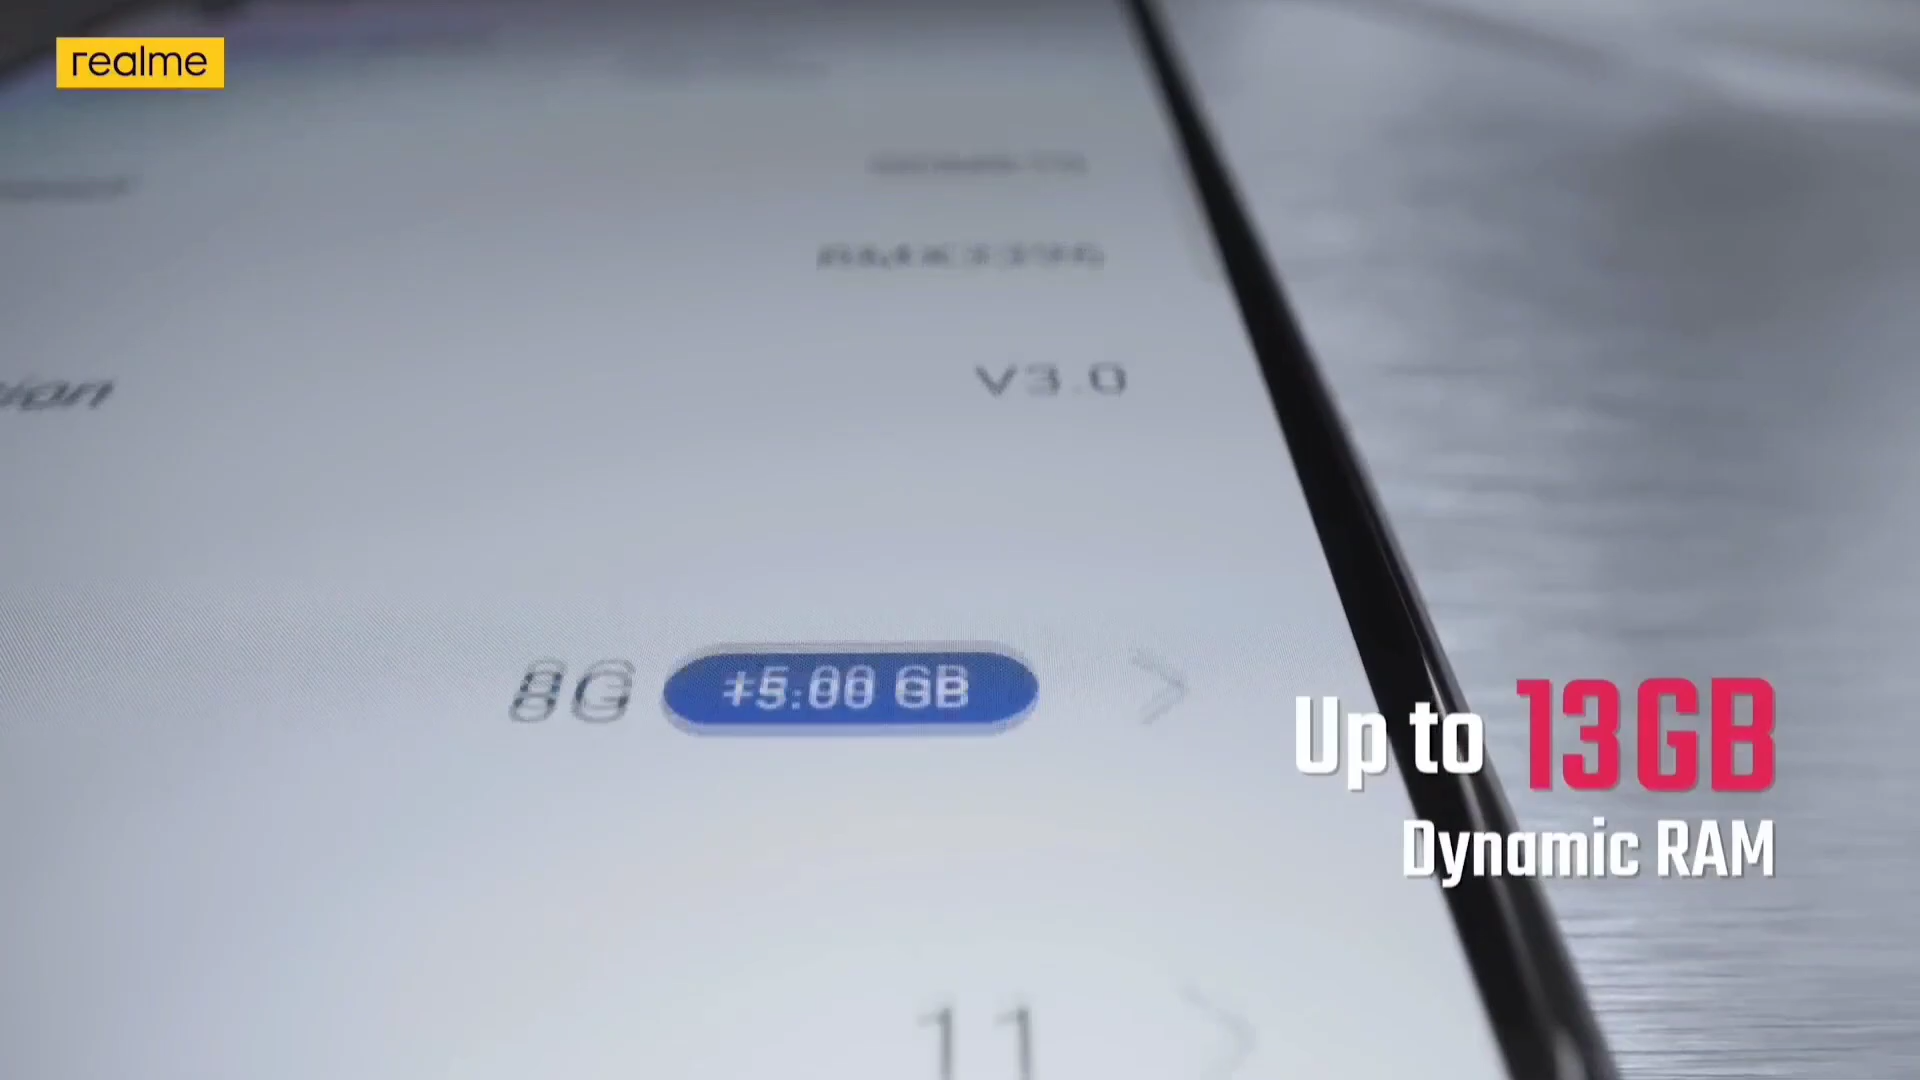 realme
V3.0
8G +5.00 GB
Up to 13GB
Dynamic RAM
11